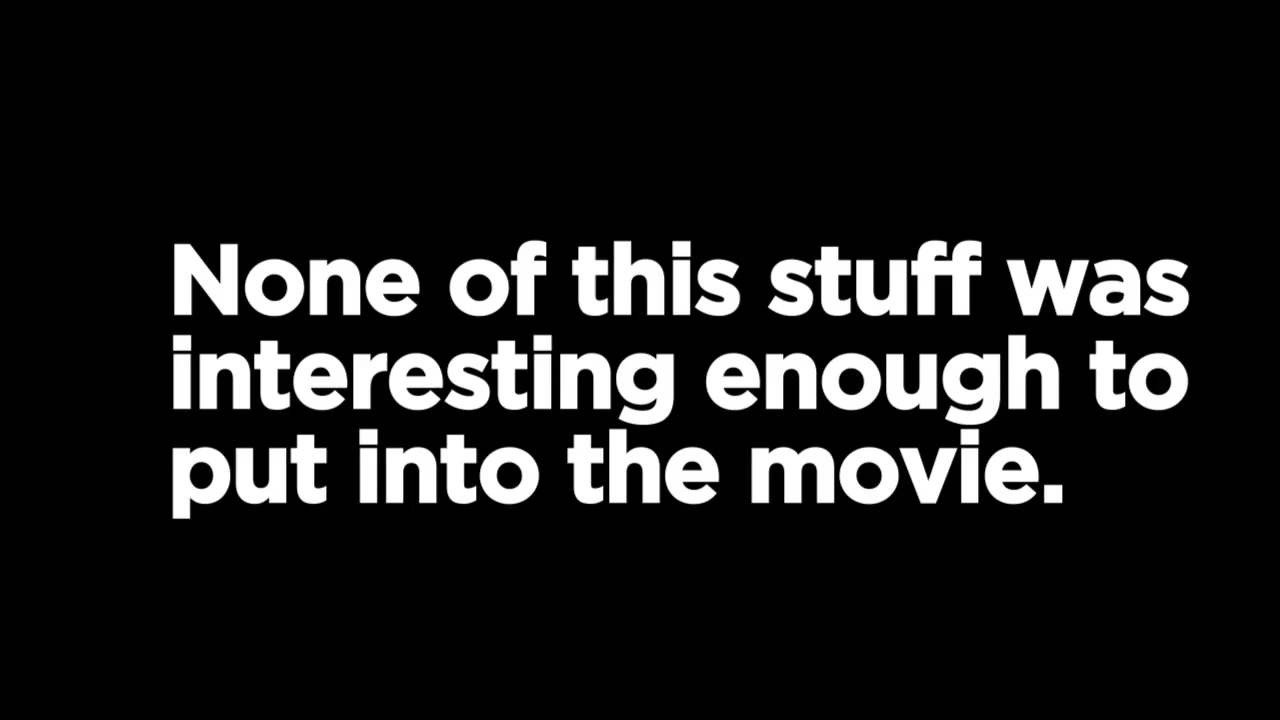 None of this stuff was
interesting enough to
put into the movie.